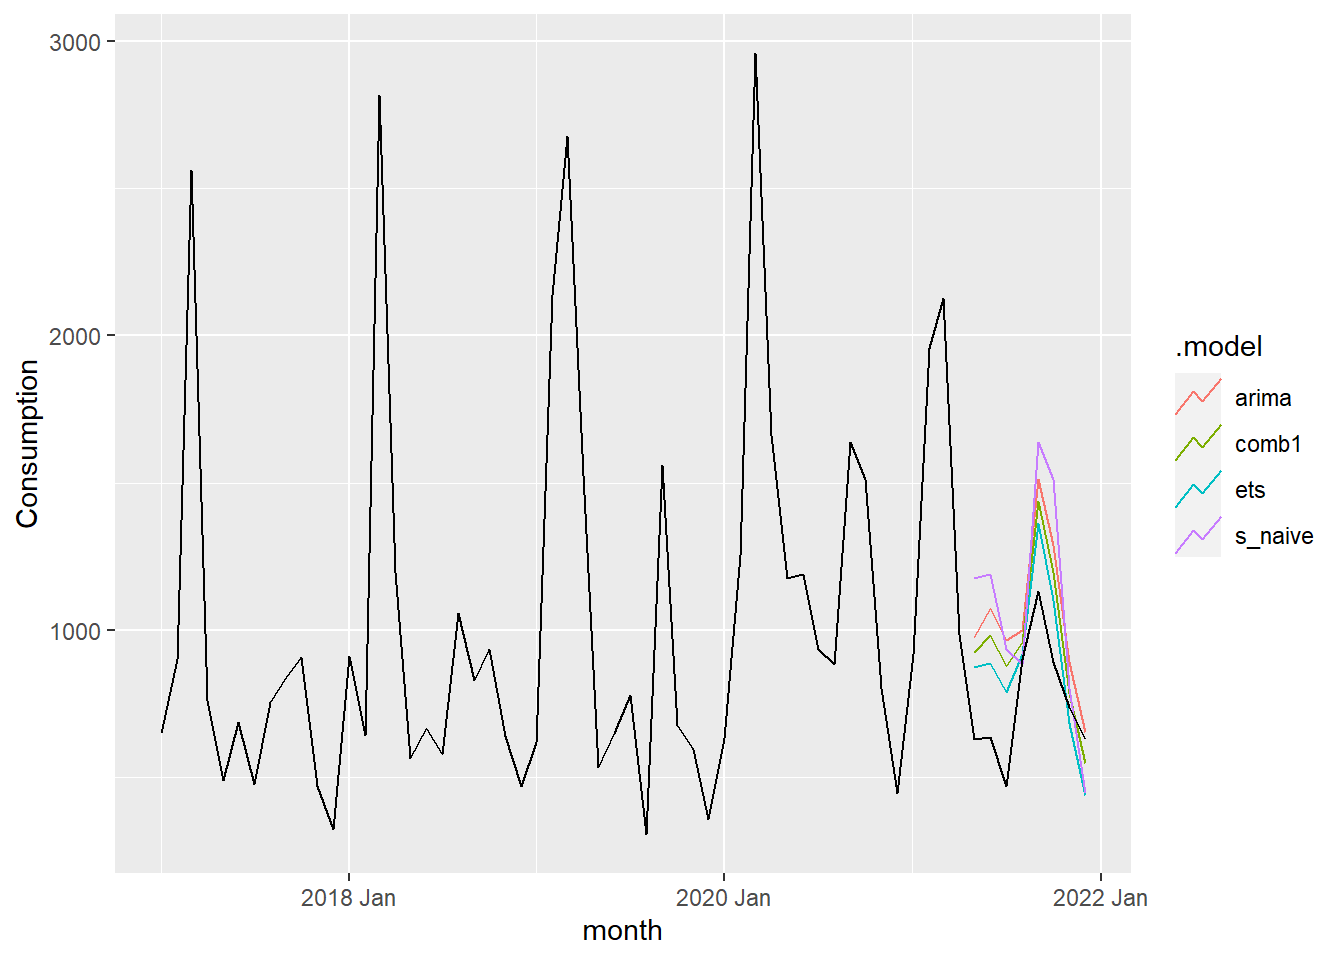 3000
2000
1000
Consumption
2018 Jan
2020 Jan
2022 Jan
month
.model
arima
comb1
ets
s_naive